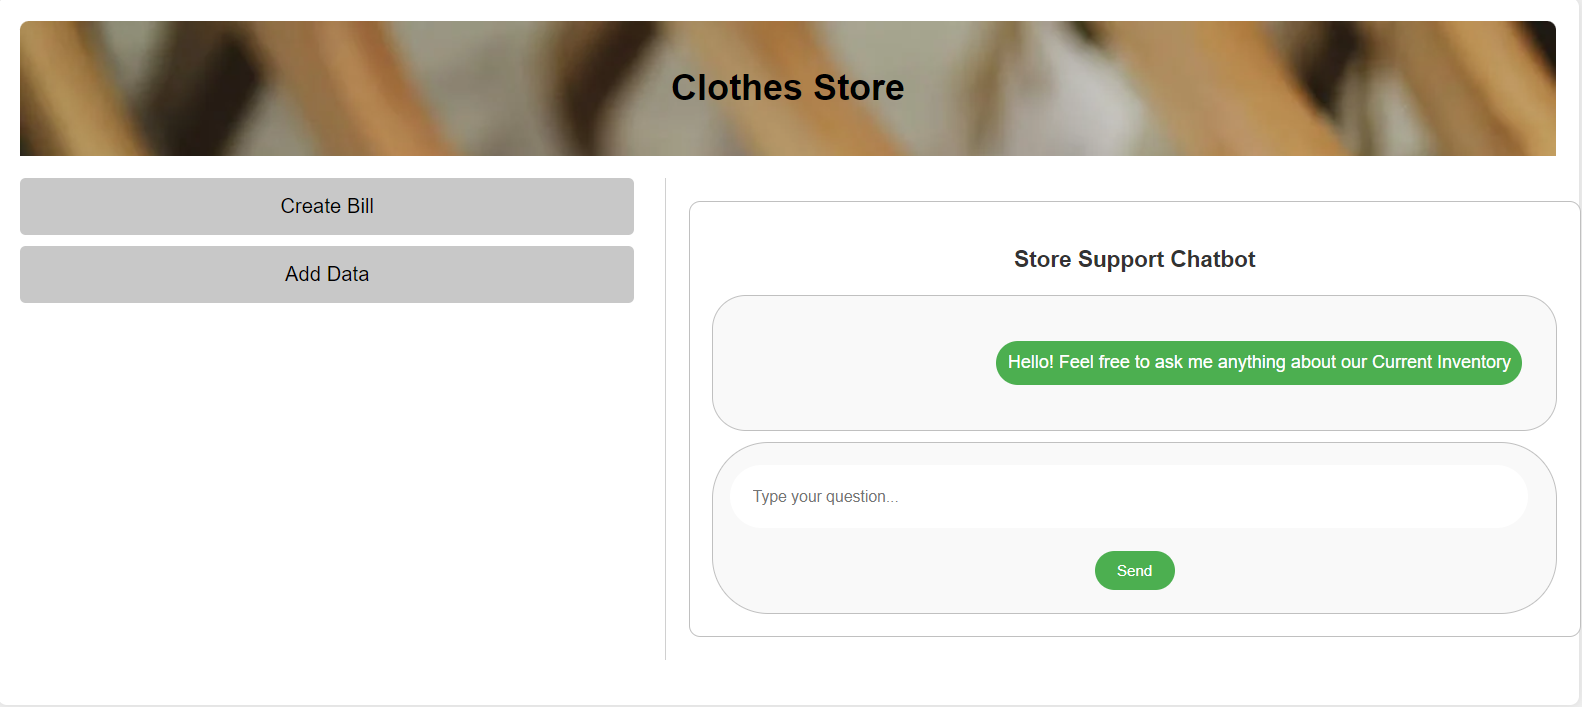 Clothes Store
Create Bill
Add Data
Store Support Chatbot
Hello! Feel free to ask me anything about our Current Inventory
Type your question...
Send